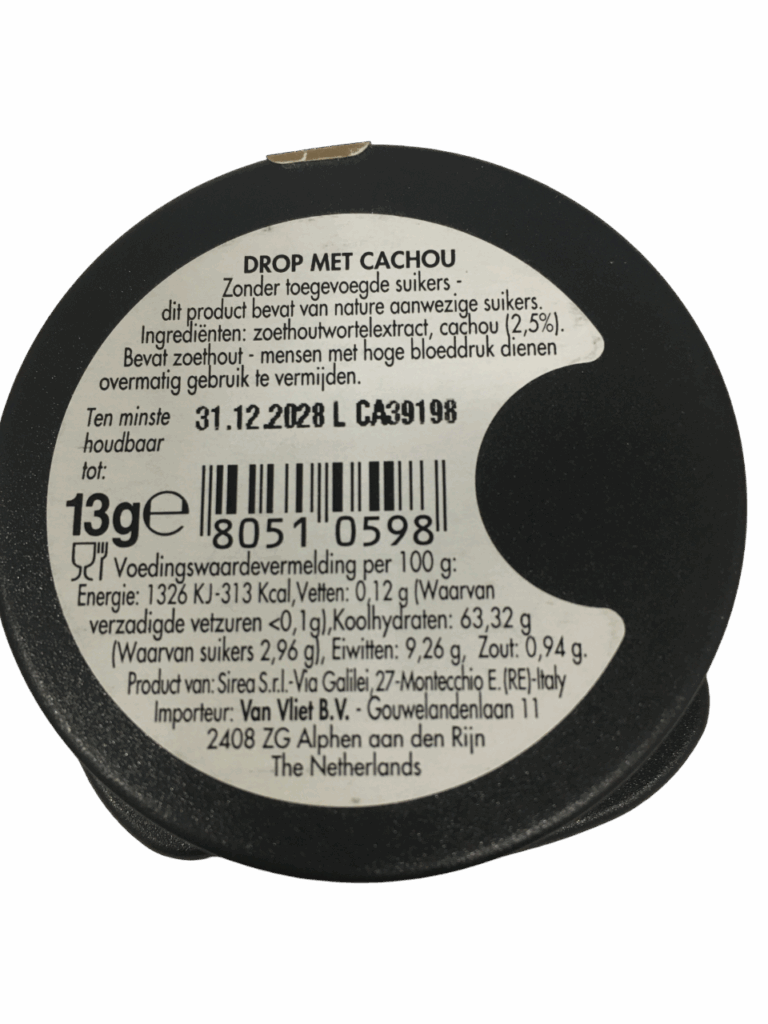 DROP MET CACHOU
Zonder toegevoegde suikers -
dit product bevat van nature aanwezige suikers.
Ingrediënten: zoethoutwortelextract, cachou (2,5%).
Bevat zoethout - mensen met hoge bloeddruk dienen
overmatig gebruik te vermijden.
Ten minste
houdbaar
tot:
31.12.2028 L CA39198
13g℮
8051 0598
Voedingswaardevermelding per 100 g:
Energie: 1326 KJ-313 Kcal,Vetten: 0,12 g (Waarvan
verzadigde vetzuren <0,1g),Koolhydraten: 63,32 g
(Waarvan suikers 2,96 g), Eiwitten: 9,26 g, Zout: 0,94 g.
Product van: Sirea S.r.l.-Via Galilei,27-Montecchio E.(RE)-Italy
Importeur: Van Vliet B.V. - Gouwelandenlaan 11
2408 ZG Alphen aan den Rijn
The Netherlands